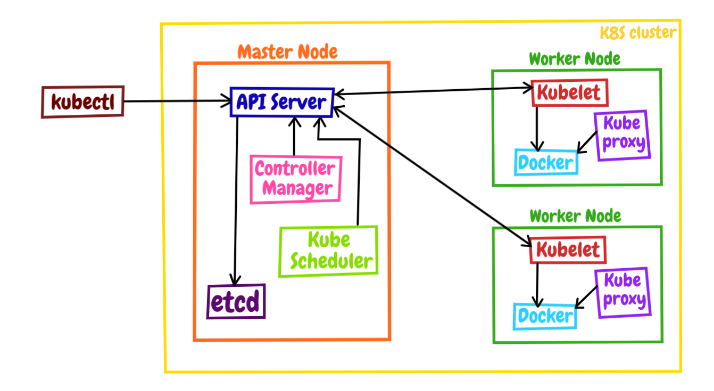 K8S cluster
Master Node
Worker Node
kubectl
API Server
Kubelet
Kube
proxy
Docker
Controller
Manager
Kube
Scheduler
etcd
Worker Node
Kubelet
Kube
proxy
Docker